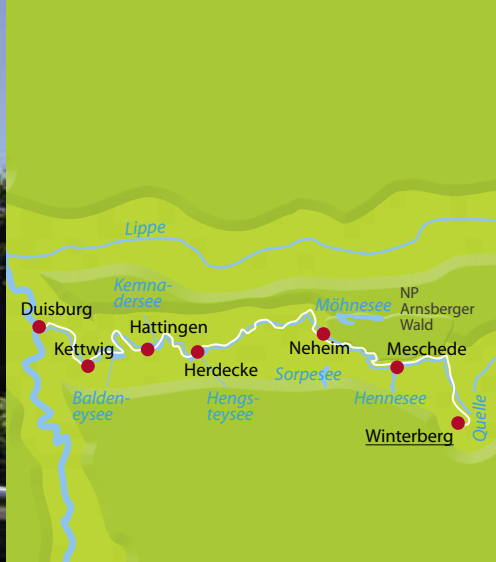 Lippe
Kemna-
dersee
Möhnesee
NP
Arnsberger
Wald
Duisburg
Hattingen
Kettwig
Herdecke
Neheim
Meschede
Sorpesee
Balden-
eysee
Hengs-
teysee
Hennesee
Quelle
Winterberg